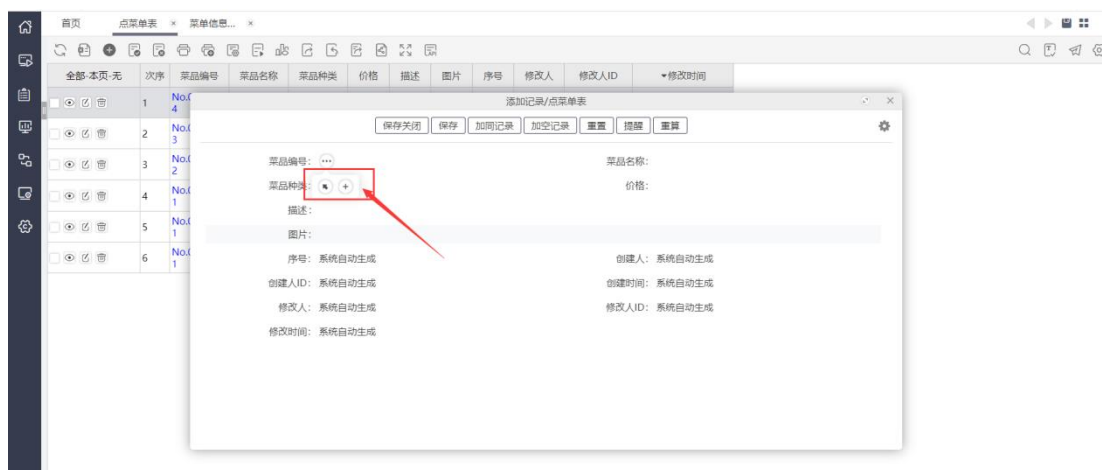 首页 点菜单表 × 菜单信息... ×
全部-本页-无 次序 菜品编号 菜品名称 菜品种类 价格 描述 图片 序号 修改人 修改人ID ▾修改时间
1 No.0
4
2 No.0
3
3 No.0
2
4 No.0
1
5 No.0
1
6 No.0
1
添加记录/点菜单表
保存关闭 保存 加同记录 加空记录 重置 提醒 重算
菜品编号: 菜品名称:
菜品种类: 价格:
描述:
图片:
序号: 系统自动生成 创建人: 系统自动生成
创建人ID: 系统自动生成 创建时间: 系统自动生成
修改人: 系统自动生成 修改人ID: 系统自动生成
修改时间: 系统自动生成